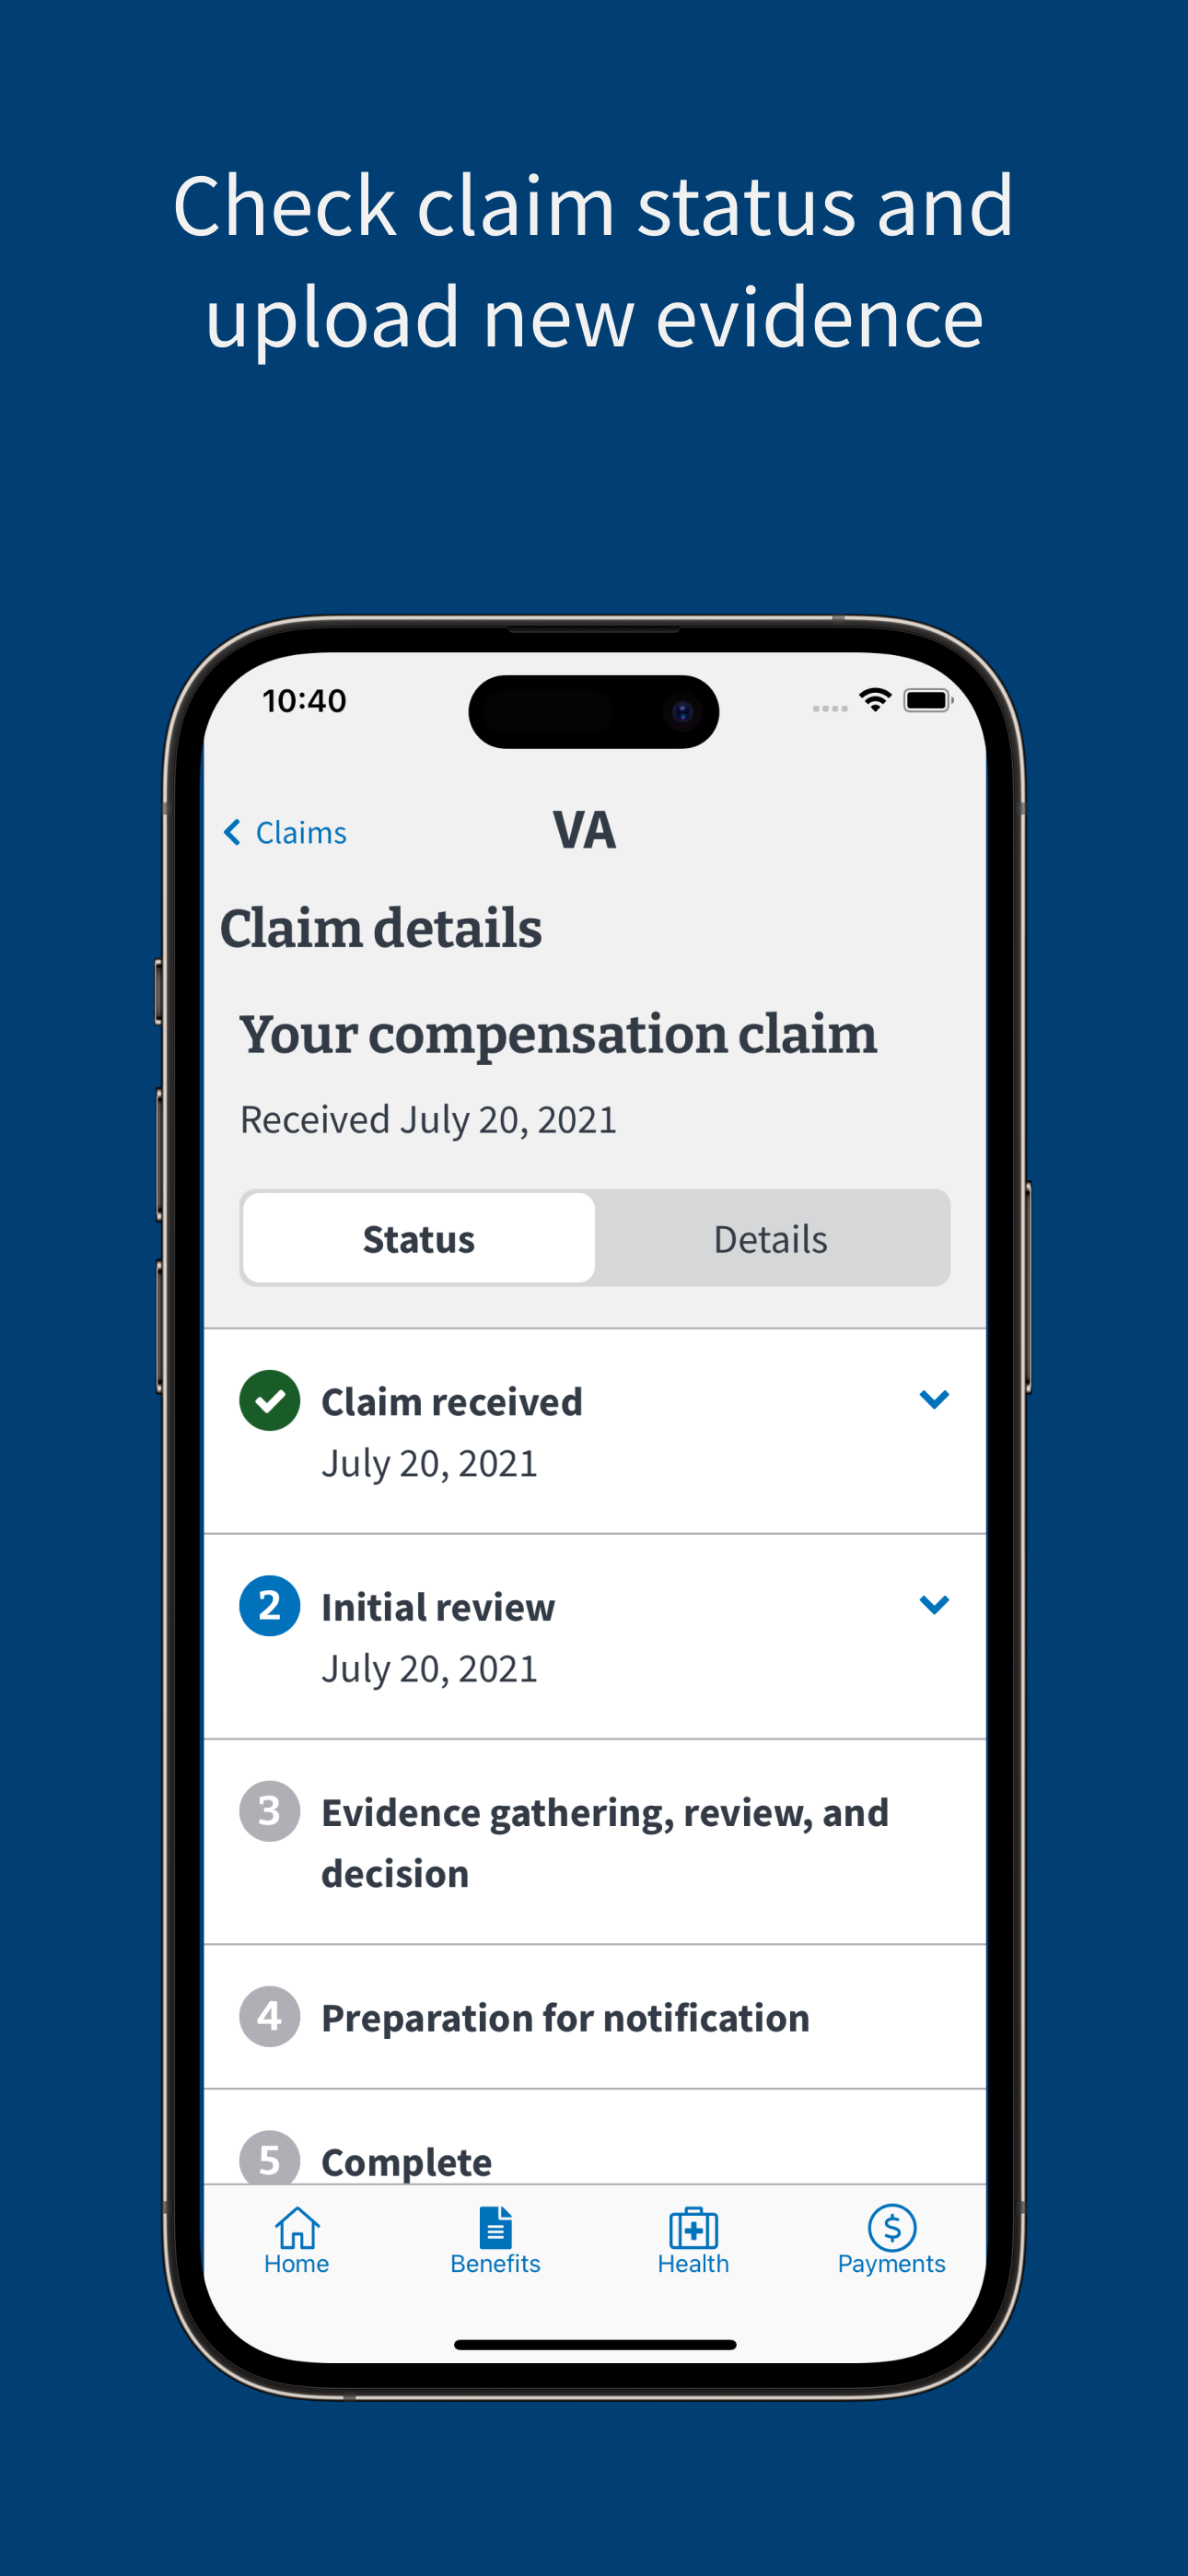 Check claim status and
upload new evidence
10:40
Claims
VA
Claim details
Your compensation claim
Received July 20, 2021
Status
Details
Claim received
July 20, 2021
2
Initial review
July 20, 2021
3
Evidence gathering, review, and
decision
4
Preparation for notification
5
Complete
Home
Benefits
Health
Payments